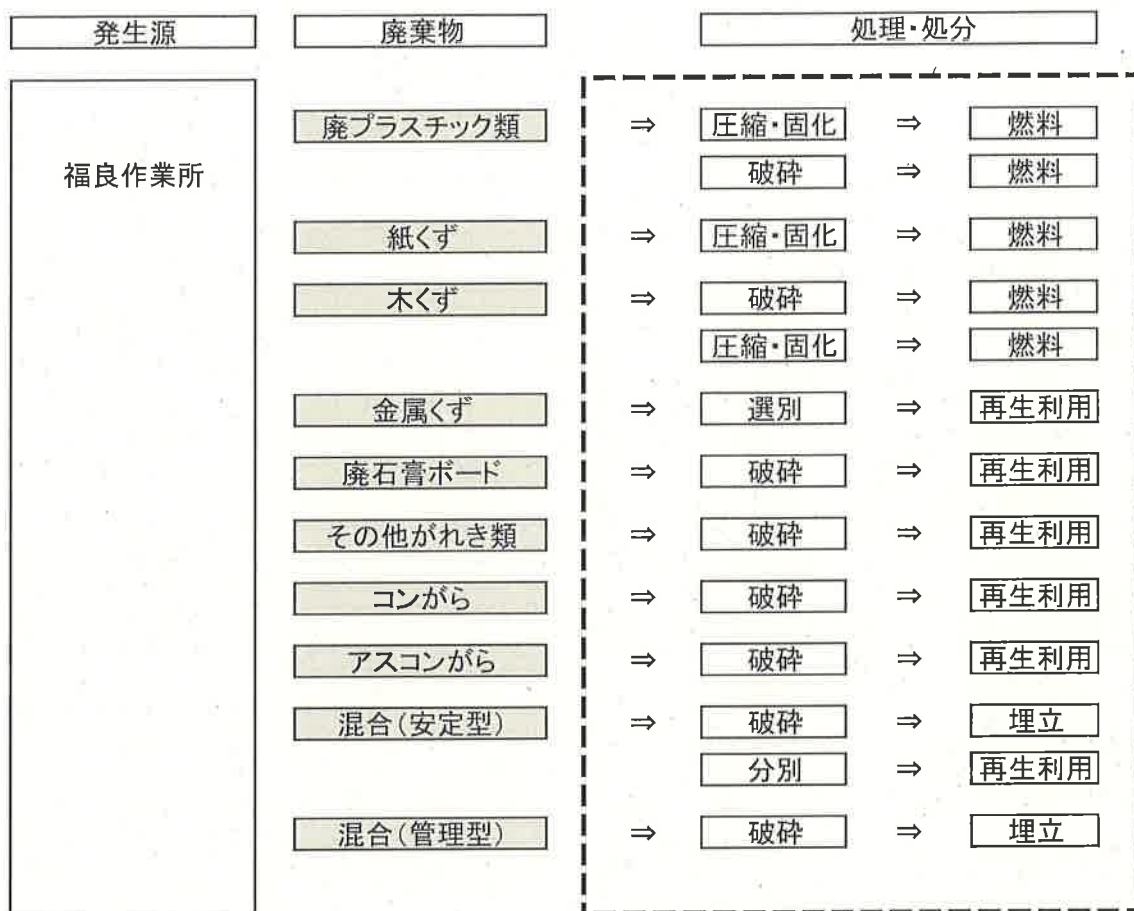 発生源 廃棄物 処理・処分
廃プラスチック類 ⇒ 圧縮・固化 ⇒ 燃料
福良作業所 破砕 ⇒ 燃料
紙くず ⇒ 圧縮・固化 ⇒ 燃料
木くず ⇒ 破砕 ⇒ 燃料
圧縮・固化 ⇒ 燃料
金属くず ⇒ 選別 ⇒ 再生利用
廃石膏ボード ⇒ 破砕 ⇒ 再生利用
その他がれき類 ⇒ 破砕 ⇒ 再生利用
コンがら ⇒ 破砕 ⇒ 再生利用
アスコンがら ⇒ 破砕 ⇒ 再生利用
混合(安定型) ⇒ 破砕 ⇒ 埋立
分別 ⇒ 再生利用
混合(管理型) ⇒ 破砕 ⇒ 埋立